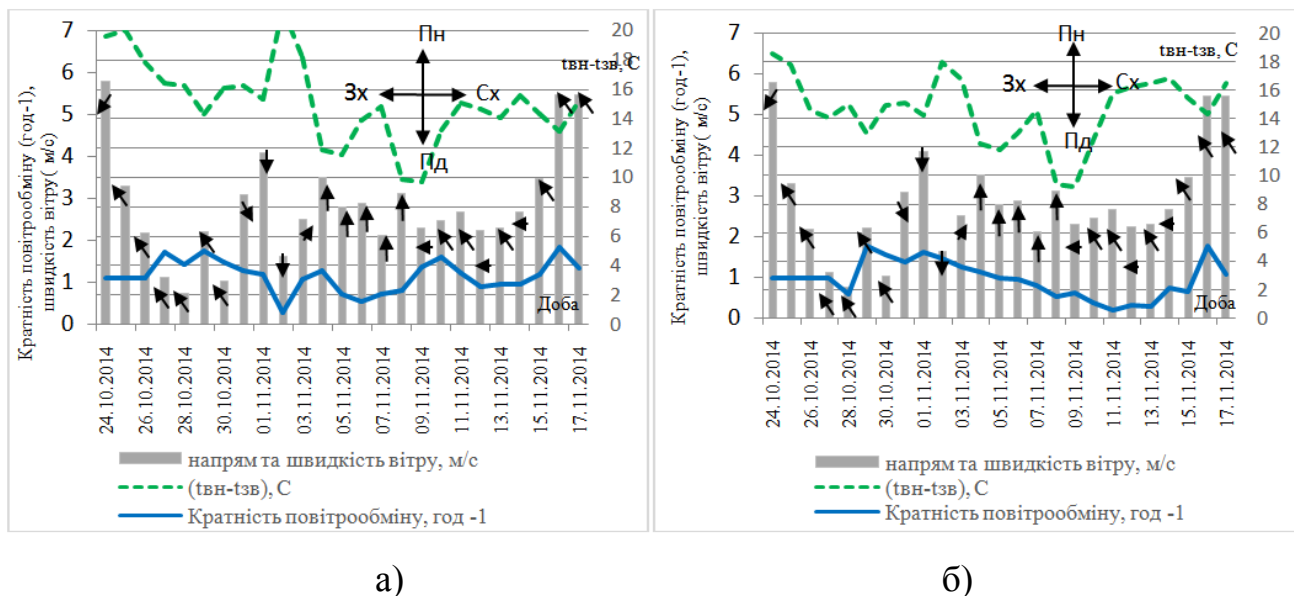 Кратність повітрообміну (год-1),
швидкість вітру ( м/с)
7
6
5
4
3
2
1
0
Пн
Зх
Сх
Пд
tвн-tзв, С
20
18
16
14
12
10
8
6
4
2
0
Доба
24.10.2014
26.10.2014
28.10.2014
30.10.2014
01.11.2014
03.11.2014
05.11.2014
07.11.2014
09.11.2014
11.11.2014
13.11.2014
15.11.2014
17.11.2014
напрям та швидкість вітру, м/с
(tвн-tзв), С
Кратність повітрообміну, год -1
а)
Кратність повітрообміну (год-1),
швидкість вітру ( м/с)
7
6
5
4
3
2
1
0
Пн
Зх
Сх
Пд
tвн-tзв, С
20
18
16
14
12
10
8
6
4
2
0
Доба
24.10.2014
26.10.2014
28.10.2014
30.10.2014
01.11.2014
03.11.2014
05.11.2014
07.11.2014
09.11.2014
11.11.2014
13.11.2014
15.11.2014
17.11.2014
напрям та швидкість вітру, м/с
(tвн-tзв), С
Кратність повітрообміну, год -1
б)